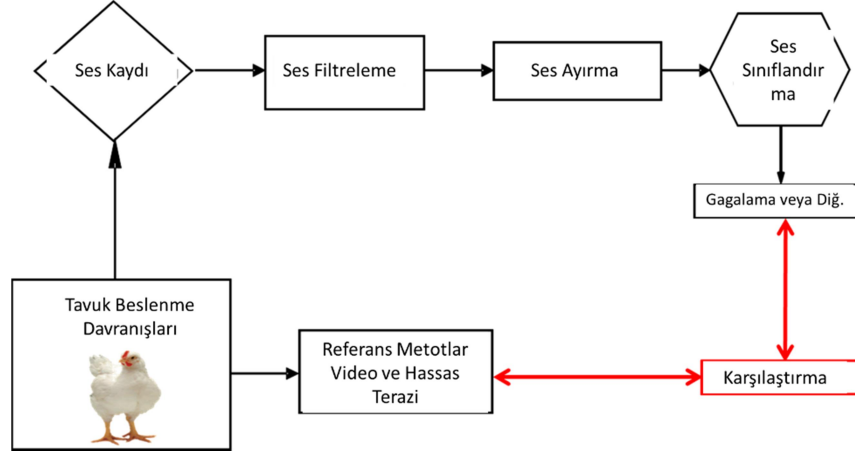 Ses Kaydı
Ses Filtreleme
Ses Ayırma
Ses
Sınıflandır
ma
Gagalama veya Diğ.
Tavuk Beslenme
Davranışları
Referans Metotlar
Video ve Hassas
Terazi
Karşılaştırma